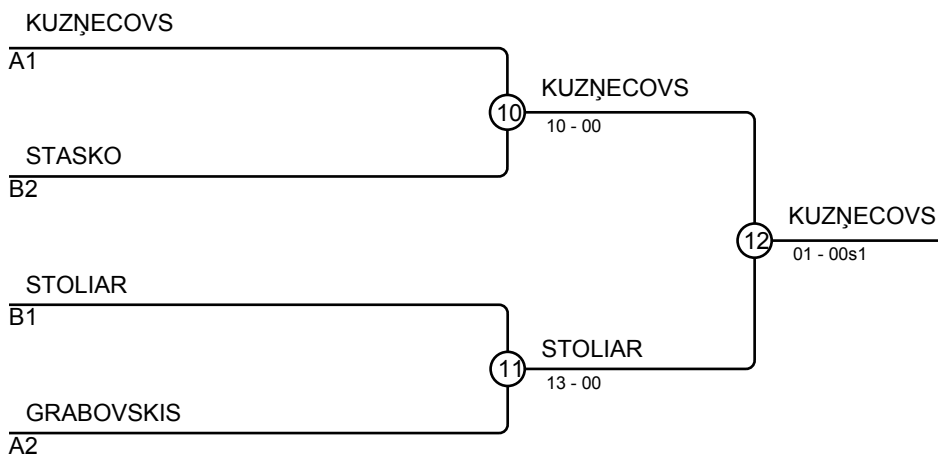 KUZŅECOVS
A1
10
KUZŅECOVS
10 - 00
STASKO
B2
12
KUZŅECOVS
01 - 00s1
STOLIAR
B1
11
STOLIAR
13 - 00
GRABOVSKIS
A2